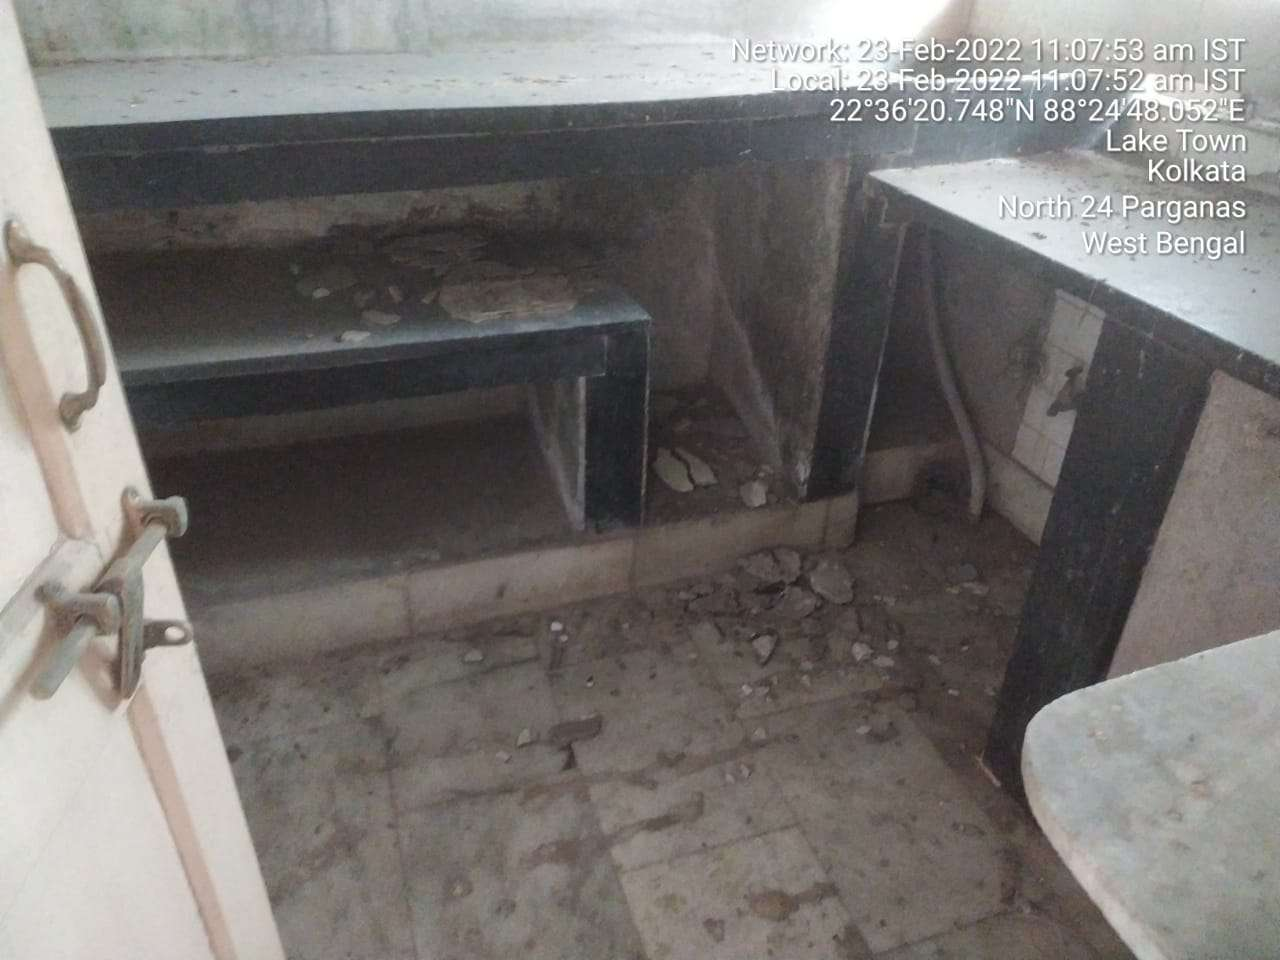 Network: 23-Feb-2022 11:07:53 am IST
Local: 23-Feb-2022 11:07:52 am IST
22°36'20.748"N 88°24'48.052"E
Lake Town
Kolkata
North 24 Parganas
West Bengal